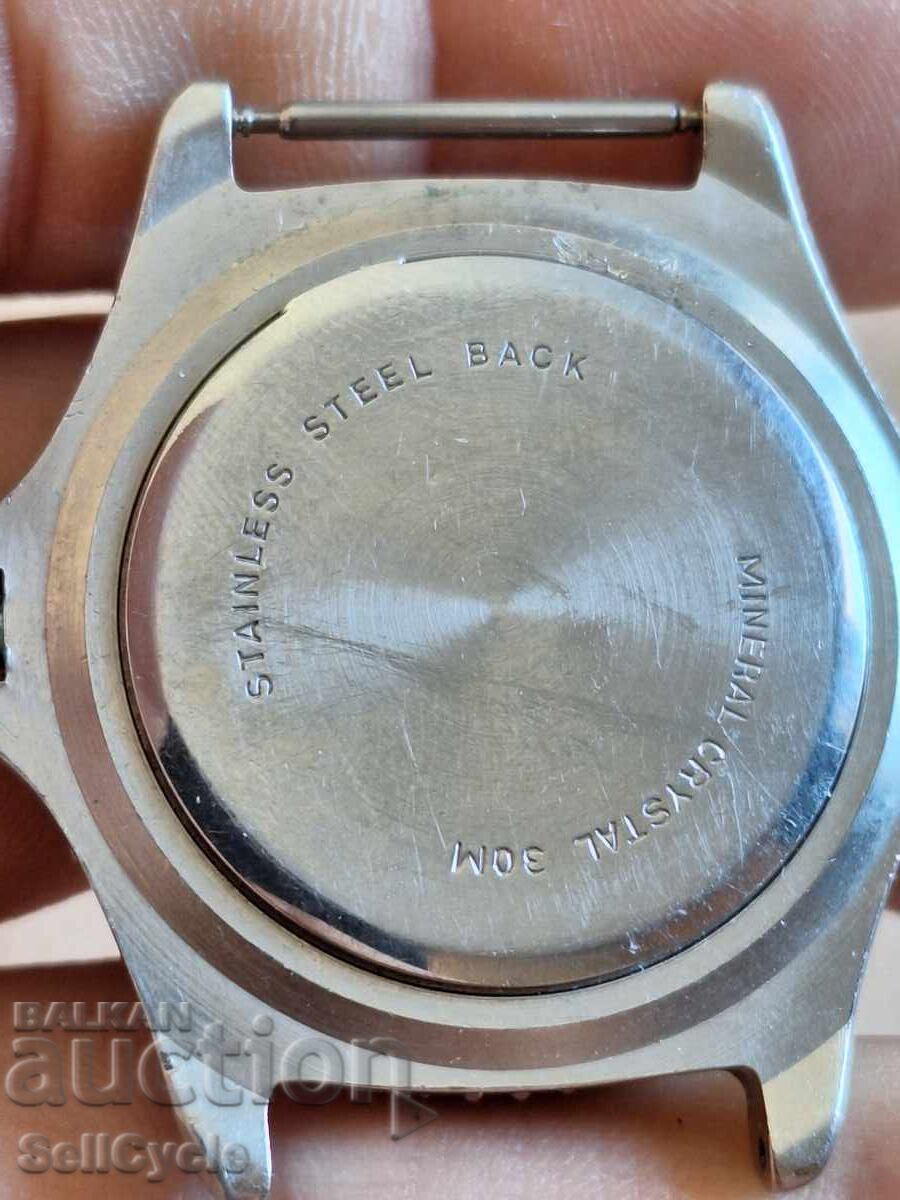 STAINLESS STEEL BACK
MINERAL CRYSTAL 30M
BALKAN
auction
SellCycle